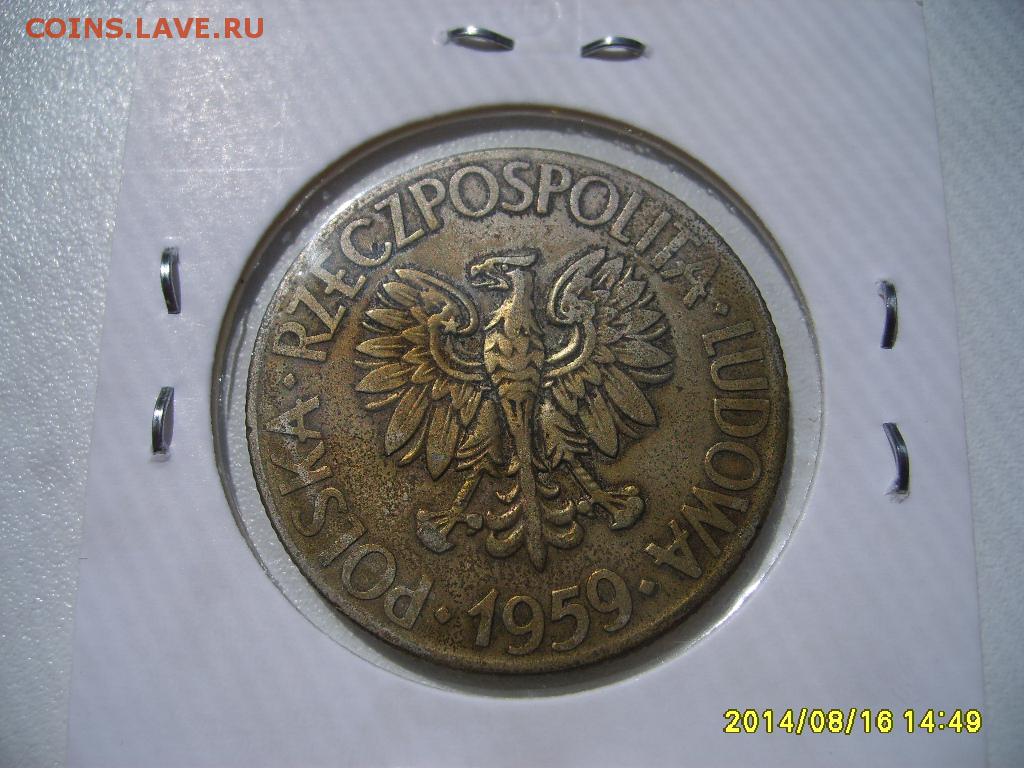 COINS.LAVE.RU
POLSKA · RZECZPOSPOLITA · LUDOWA ·
1959 ·
2014/08/16 14:49